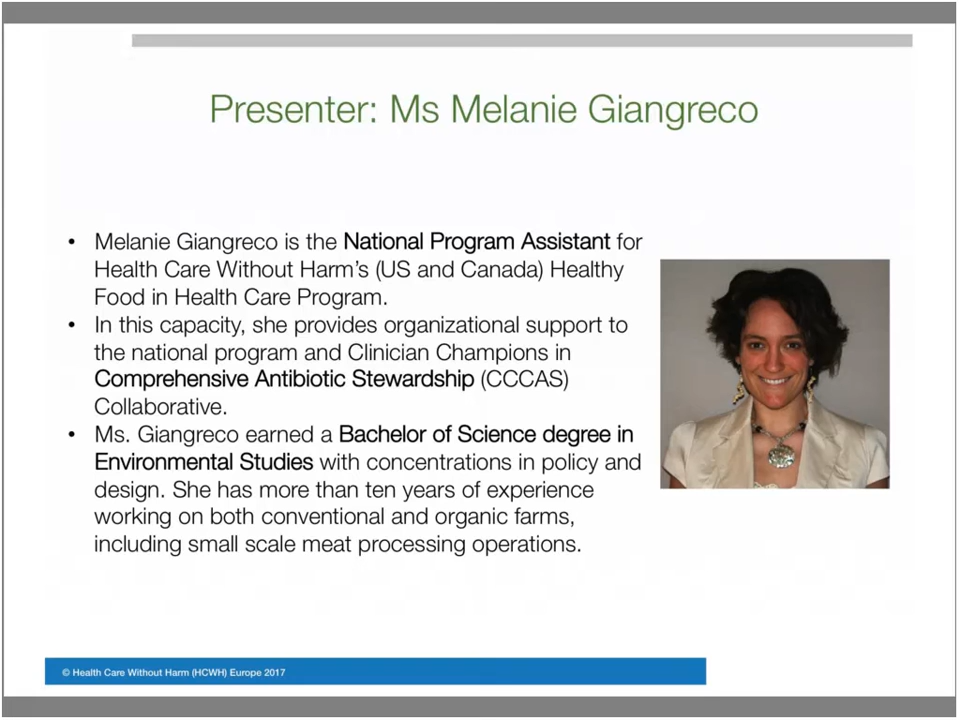 Presenter: Ms Melanie Giangreco
• Melanie Giangreco is the National Program Assistant for
Health Care Without Harm's (US and Canada) Healthy
Food in Health Care Program.
• In this capacity, she provides organizational support to
the national program and Clinician Champions in
Comprehensive Antibiotic Stewardship (CCCAS)
Collaborative.
• Ms. Giangreco earned a Bachelor of Science degree in
Environmental Studies with concentrations in policy and
design. She has more than ten years of experience
working on both conventional and organic farms,
including small scale meat processing operations.
© Health Care Without Harm (HCWH) Europe 2017